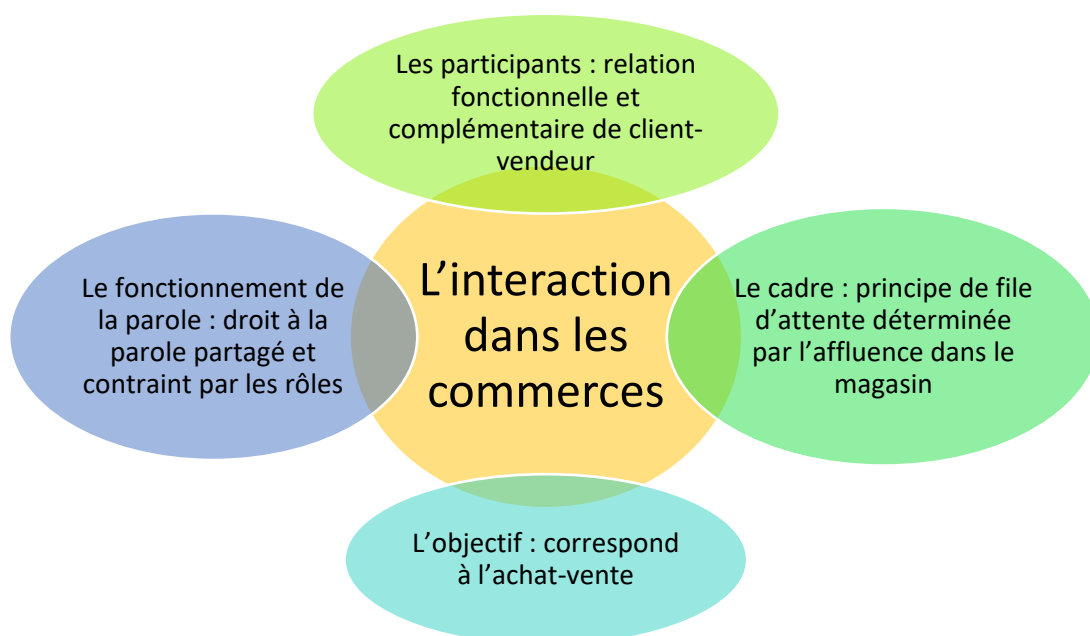 Les participants : relation
fonctionnelle et
complémentaire de client-
vendeur
Le fonctionnement de
la parole : droit à la
parole partagé et
contraint par les rôles
L’interaction
dans les
commerces
Le cadre : principe de file
d’attente déterminée
par l’affluence dans le
magasin
L’objectif : correspond
à l’achat-vente